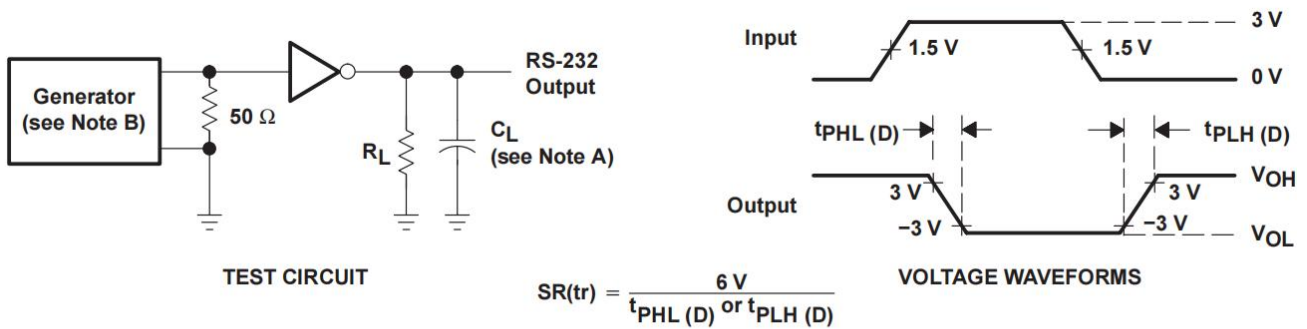 Generator
(see Note B)
50 Ω
RS-232
Output
RL
CL
(see Note A)
TEST CIRCUIT
Input
1.5 V
1.5 V
3 V
0 V
tPHL (D)
tPLH (D)
Output
3 V
−3 V
3 V
−3 V
VOH
VOL
VOLTAGE WAVEFORMS
SR(tr) = 6 V / tPHL (D) or tPLH (D)